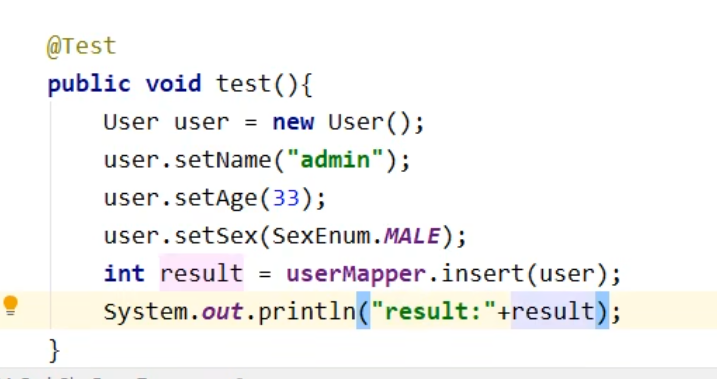 @Test
public void test(){
User user = new User();
user.setName("admin");
user.setAge(33);
user.setSex(SexEnum.MALE);
int result = userMapper.insert(user);
System.out.println("result:"+result);
}